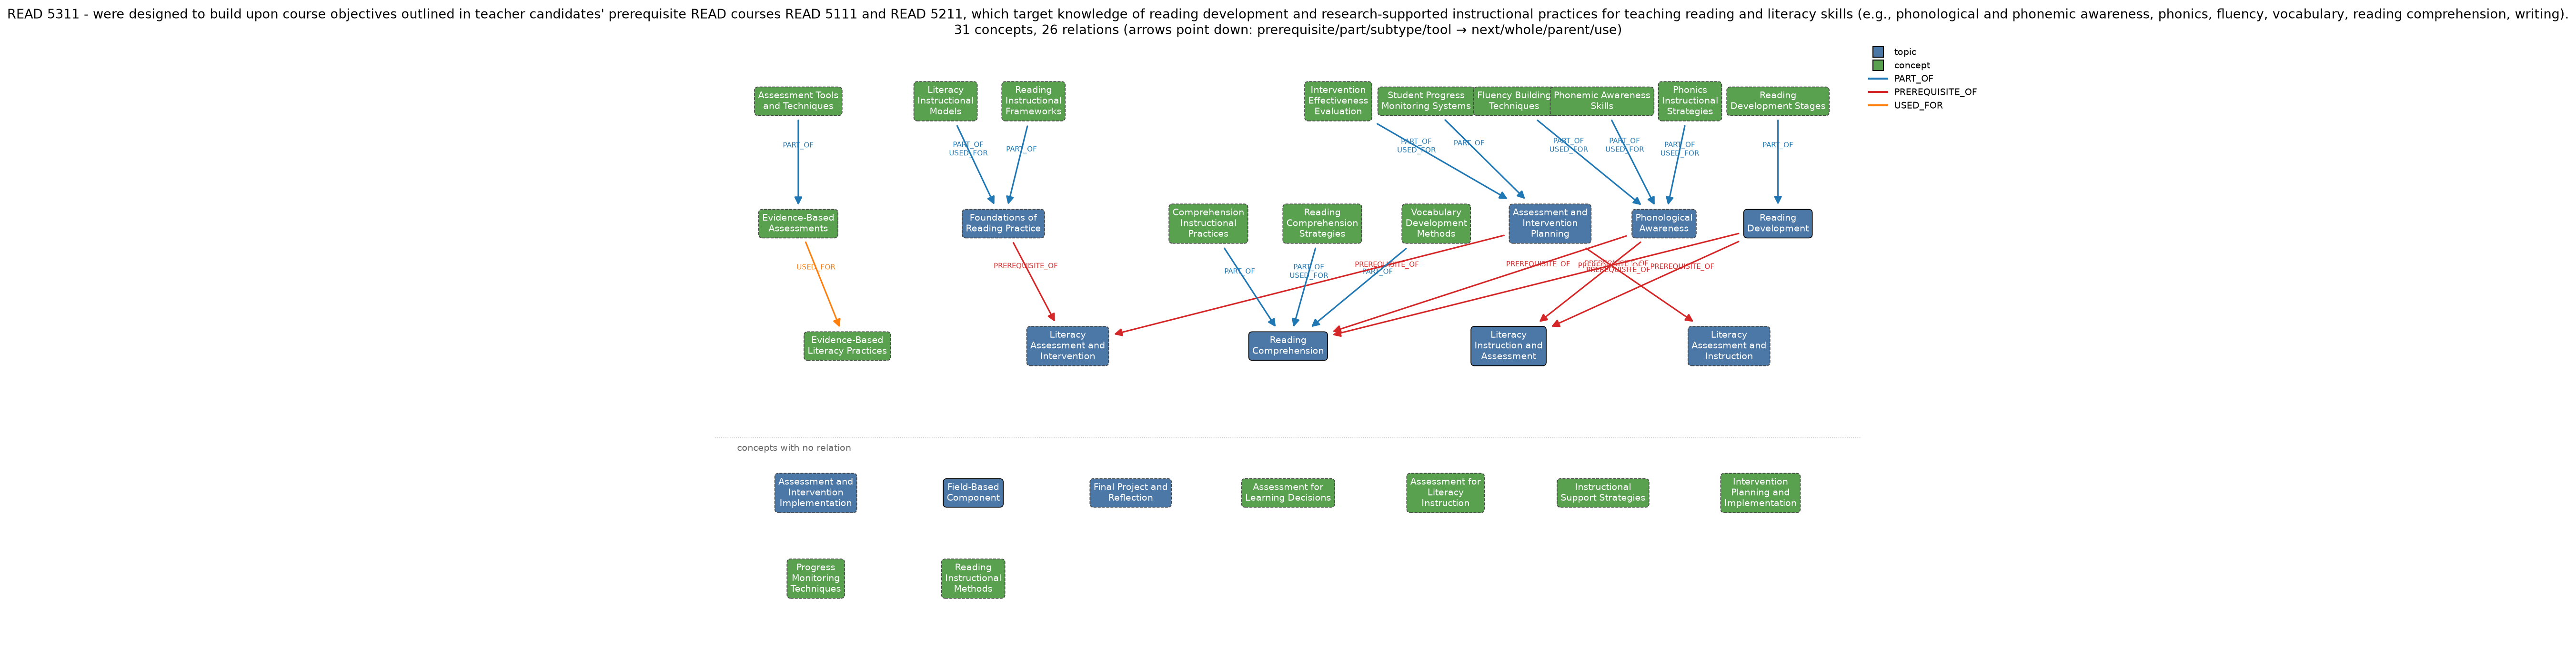 READ 5311 - were designed to build upon course objectives outlined in teacher candidates' prerequisite READ courses READ 5111 and READ 5211, which target knowledge of reading development and research-supported instructional practices for teaching reading and literacy skills (e.g., phonological and phonemic awareness, phonics, fluency, vocabulary, reading comprehension, writing).
31 concepts, 26 relations (arrows point down: prerequisite/part/subtype/tool → next/whole/parent/use)
topic
concept
PART_OF
PREREQUISITE_OF
USED_FOR
Assessment Tools
and Techniques
Literacy
Instructional
Models
Reading
Instructional
Frameworks
Intervention
Effectiveness
Evaluation
Student Progress
Monitoring Systems
Fluency Building
Techniques
Phonemic Awareness
Skills
Phonics
Instructional
Strategies
Reading
Development Stages
PART_OF
PART_OF
USED_FOR
PART_OF
PART_OF
USED_FOR
PART_OF
PART_OF
USED_FOR
PART_OF
USED_FOR
PART_OF
USED_FOR
PART_OF
Evidence-Based
Assessments
Foundations of
Reading Practice
Comprehension
Instructional
Practices
Reading
Comprehension
Strategies
Vocabulary
Development
Methods
Assessment and
Intervention
Planning
Phonological
Awareness
Reading
Development
USED_FOR
PREREQUISITE_OF
PART_OF
PART_OF
USED_FOR
PART_OF
PREREQUISITE_OF
PREREQUISITE_OF
PREREQUISITE_OF
PREREQUISITE_OF
PREREQUISITE_OF
PREREQUISITE_OF
Evidence-Based
Literacy Practices
Literacy
Assessment and
Intervention
Reading
Comprehension
Literacy
Instruction and
Assessment
Literacy
Assessment and
Instruction
concepts with no relation
Assessment and
Intervention
Implementation
Field-Based
Component
Final Project and
Reflection
Assessment for
Learning Decisions
Assessment for
Literacy
Instruction
Instructional
Support Strategies
Intervention
Planning and
Implementation
Progress
Monitoring
Techniques
Reading
Instructional
Methods